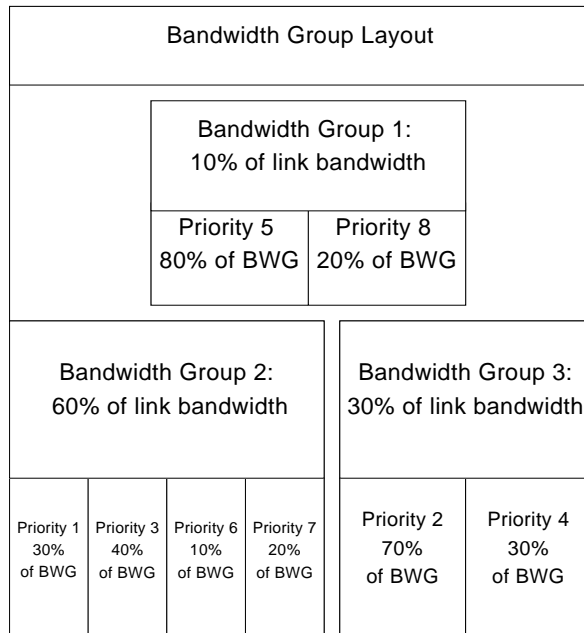 Bandwidth Group Layout
Bandwidth Group 1:
10% of link bandwidth
Priority 5
80% of BWG
Priority 8
20% of BWG
Bandwidth Group 2:
60% of link bandwidth
Priority 1
30%
of BWG
Priority 3
40%
of BWG
Priority 6
10%
of BWG
Priority 7
20%
of BWG
Bandwidth Group 3:
30% of link bandwidth
Priority 2
70%
of BWG
Priority 4
30%
of BWG